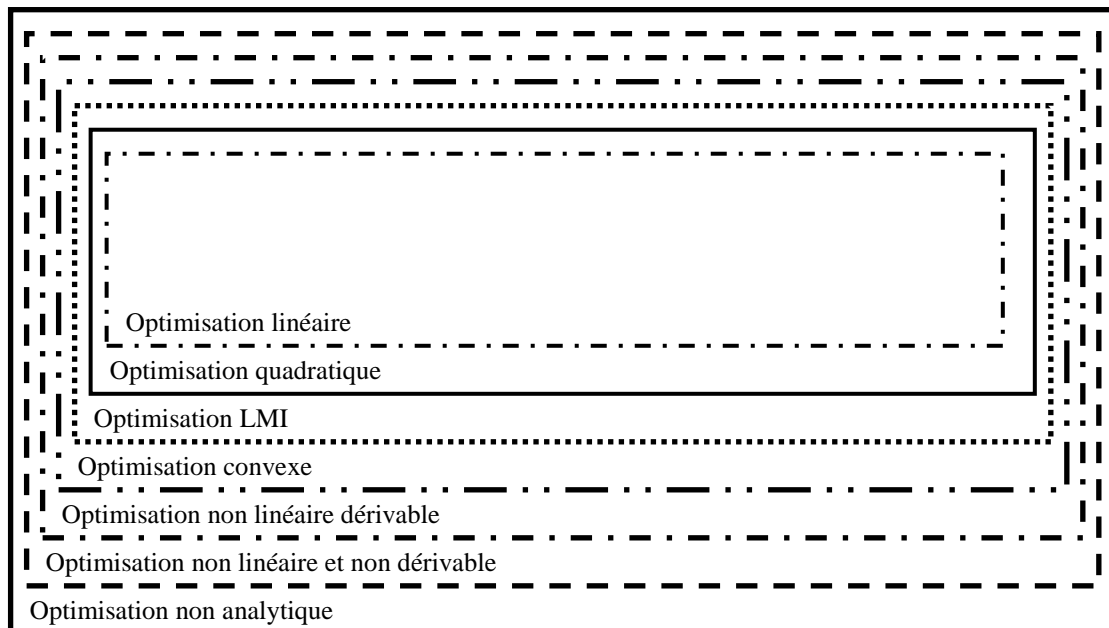 Optimisation linéaire
Optimisation quadratique
Optimisation LMI
Optimisation convexe
Optimisation non linéaire dérivable
Optimisation non linéaire et non dérivable
Optimisation non analytique